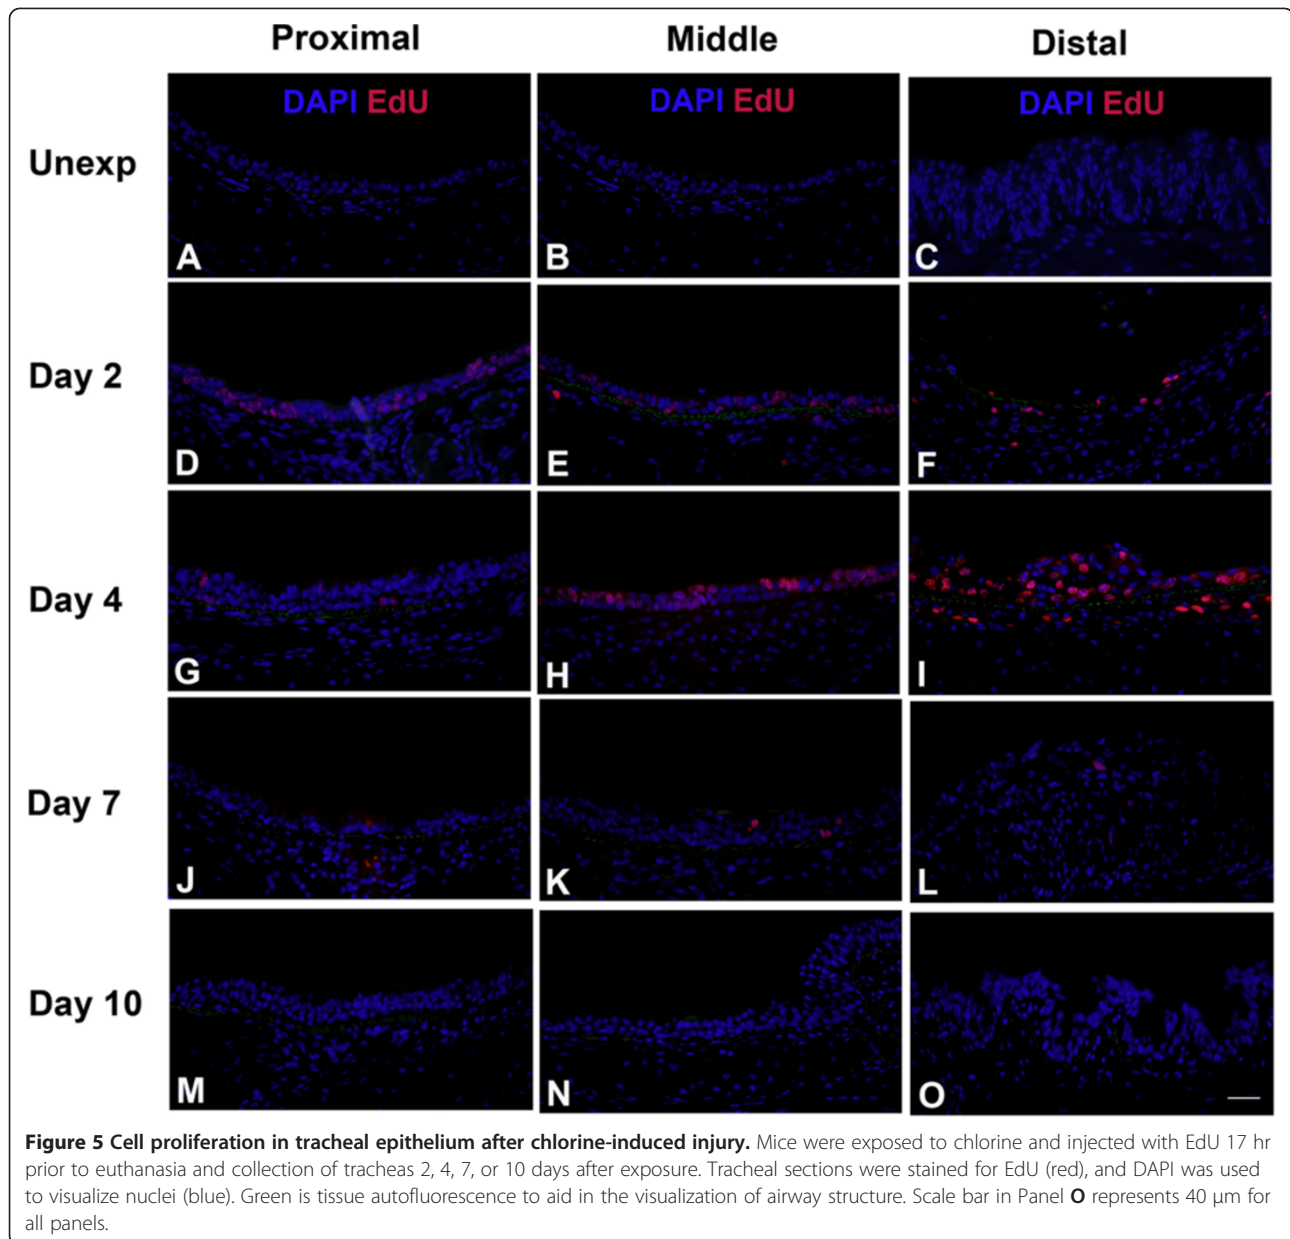 Proximal
Middle
Distal
Unexp
DAPI EdU
DAPI EdU
DAPI EdU
A
B
C
Day 2
D
E
F
Day 4
G
H
I
Day 7
J
K
L
Day 10
M
N
O
Figure 5 Cell proliferation in tracheal epithelium after chlorine-induced injury. Mice were exposed to chlorine and injected with EdU 17 hr
prior to euthanasia and collection of tracheas 2, 4, 7, or 10 days after exposure. Tracheal sections were stained for EdU (red), and DAPI was used
to visualize nuclei (blue). Green is tissue autofluorescence to aid in the visualization of airway structure. Scale bar in Panel O represents 40 μm for
all panels.